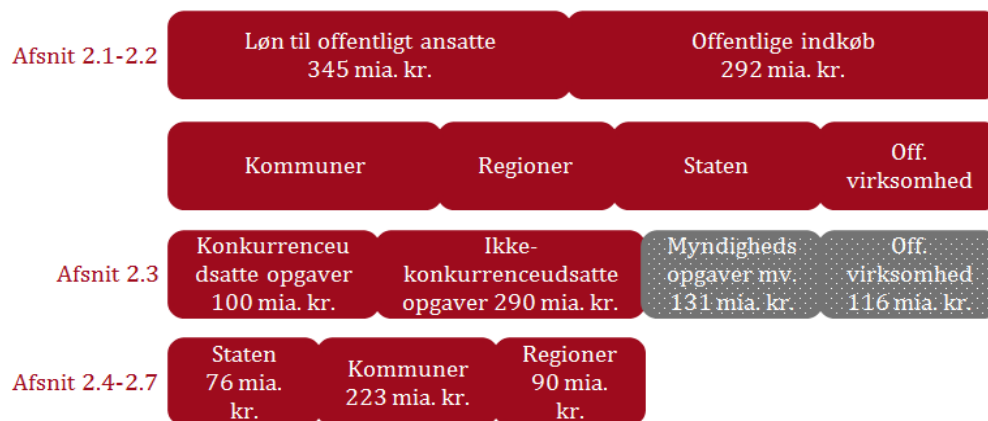 Afsnit 2.1-2.2
Løn til offentligt ansatte
345 mia. kr.
Offentlige indkøb
292 mia. kr.
Kommuner
Regioner
Staten
Off.
virksomhed
Afsnit 2.3
Konkurrenceu
dsatte opgaver
100 mia. kr.
Ikke-
konkurrenceudsatte
opgaver 290 mia. kr.
Myndigheds
opgaver mv.
131 mia. kr.
Off.
virksomhed
116 mia. kr.
Afsnit 2.4-2.7
Staten
76 mia.
kr.
Kommuner
223 mia. kr.
Regioner
90 mia.
kr.